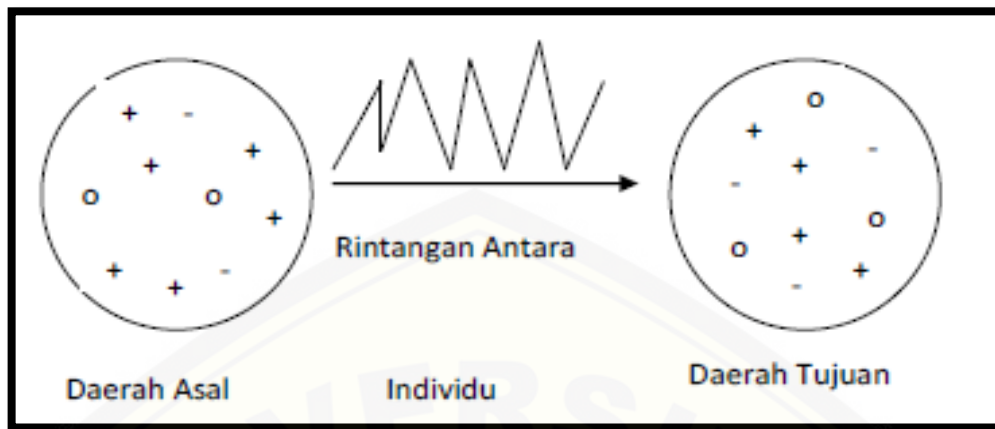 + - + + o o + + + -
Rintangan Antara
o + + - - o + o + -
Daerah Asal
Individu
Daerah Tujuan